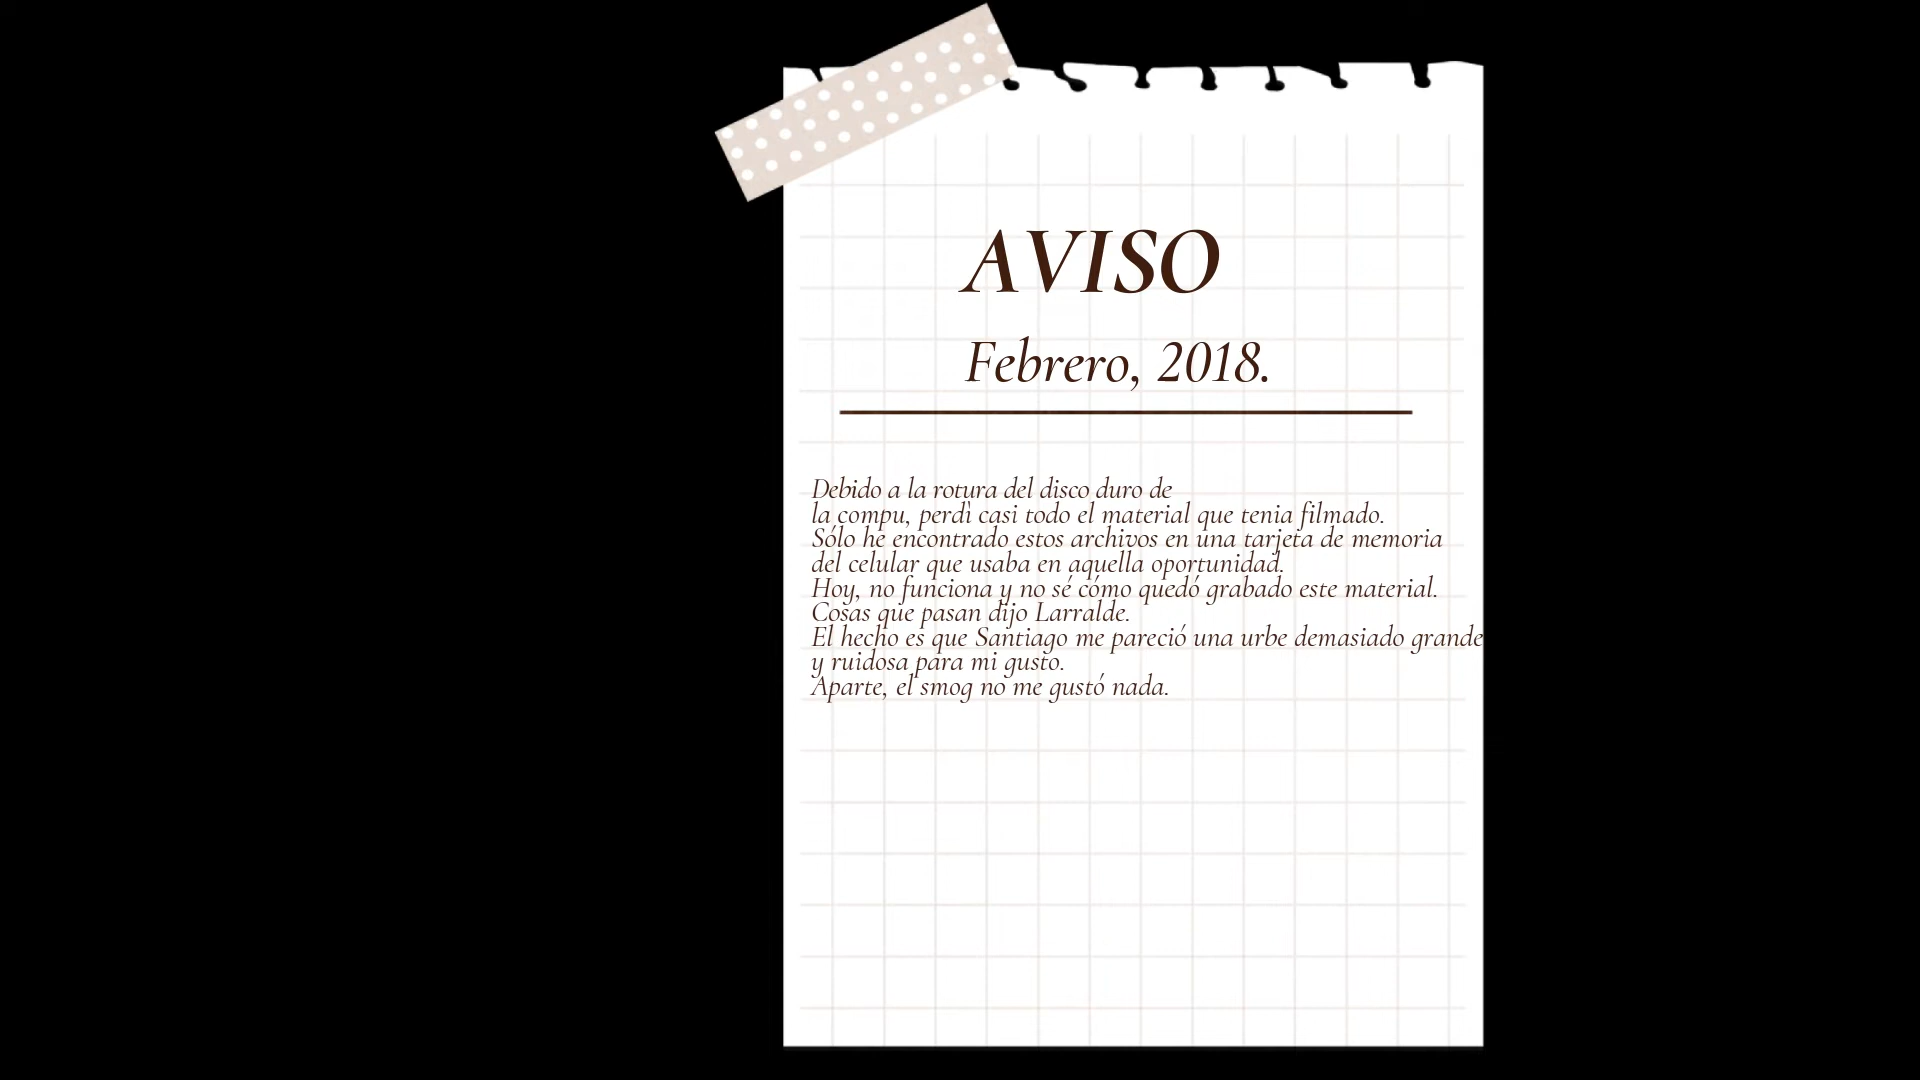 AVISO
Febrero, 2018.
Debido a la rotura del disco duro de
la compu, perdì casi todo el material que tenia filmado.
Sólo he encontrado estos archivos en una tarjeta de memoria
del celular que usaba en aquella oportunidad.
Hoy, no funciona y no sé cómo quedó grabado este material.
Cosas que pasan dijo Larralde.
El hecho es que Santiago me pareció una urbe demasiado grande
y ruidosa para mi gusto.
Aparte, el smog no me gustó nada.